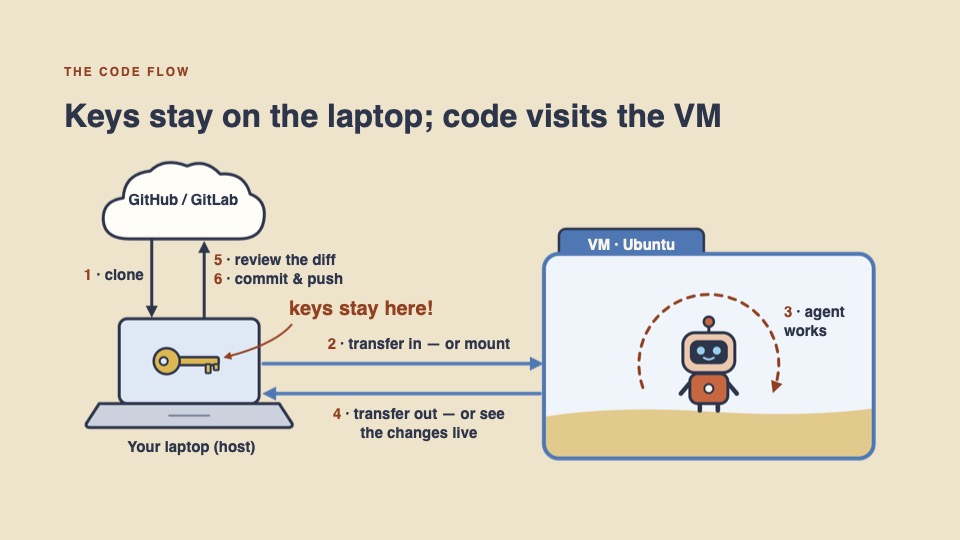 THE CODE FLOW
Keys stay on the laptop; code visits the VM
GitHub / GitLab
1 · clone
5 · review the diff
6 · commit & push
keys stay here!
2 · transfer in — or mount
4 · transfer out — or see
the changes live
Your laptop (host)
VM · Ubuntu
3 · agent
works